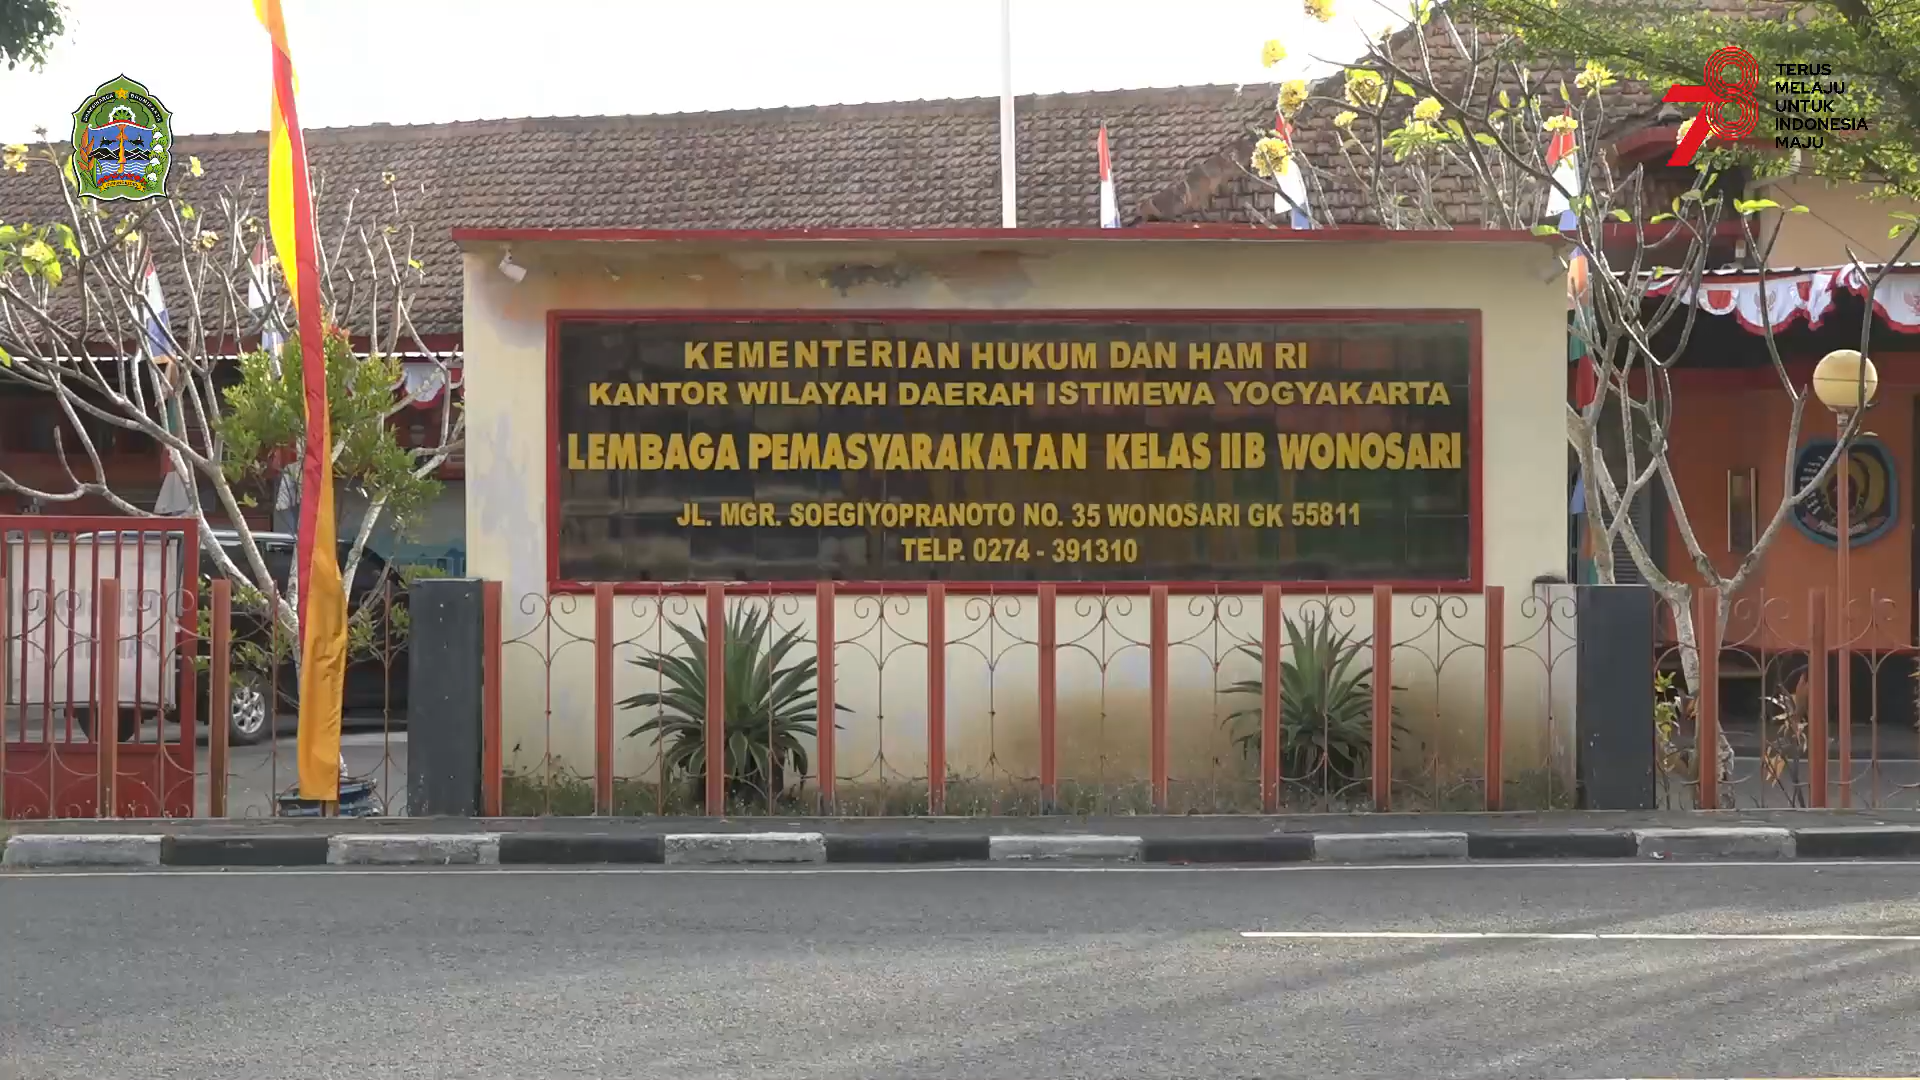 KEMENTERIAN HUKUM DAN HAM RI
KANTOR WILAYAH DAERAH ISTIMEWA YOGYAKARTA
LEMBAGA PEMASYARAKATAN KELAS IIB WONOSARI
JL. MGR. SOEGIYOPRANOTO NO. 35 WONOSARI GK 55811
TELP. 0274 - 391310
78
TERUS
MELAJU
UNTUK
INDONESIA
MAJU